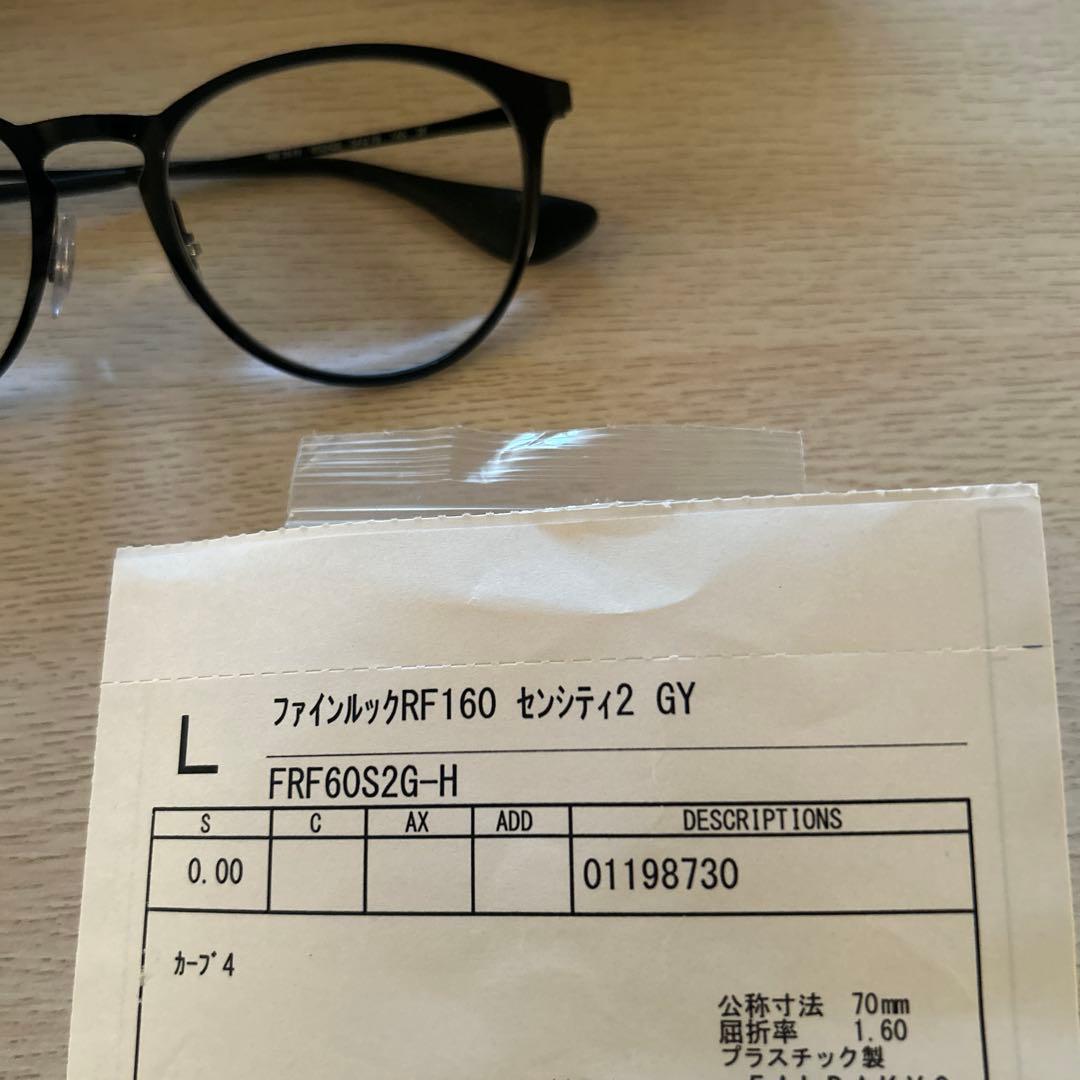 ファインルックRF160 センシティ2 GY
L
FRF60S2G-H
S C AX ADD DESCRIPTIONS
0.00 01198730
カーブ4
公称寸法 70mm
屈折率 1.60
プラスチック製